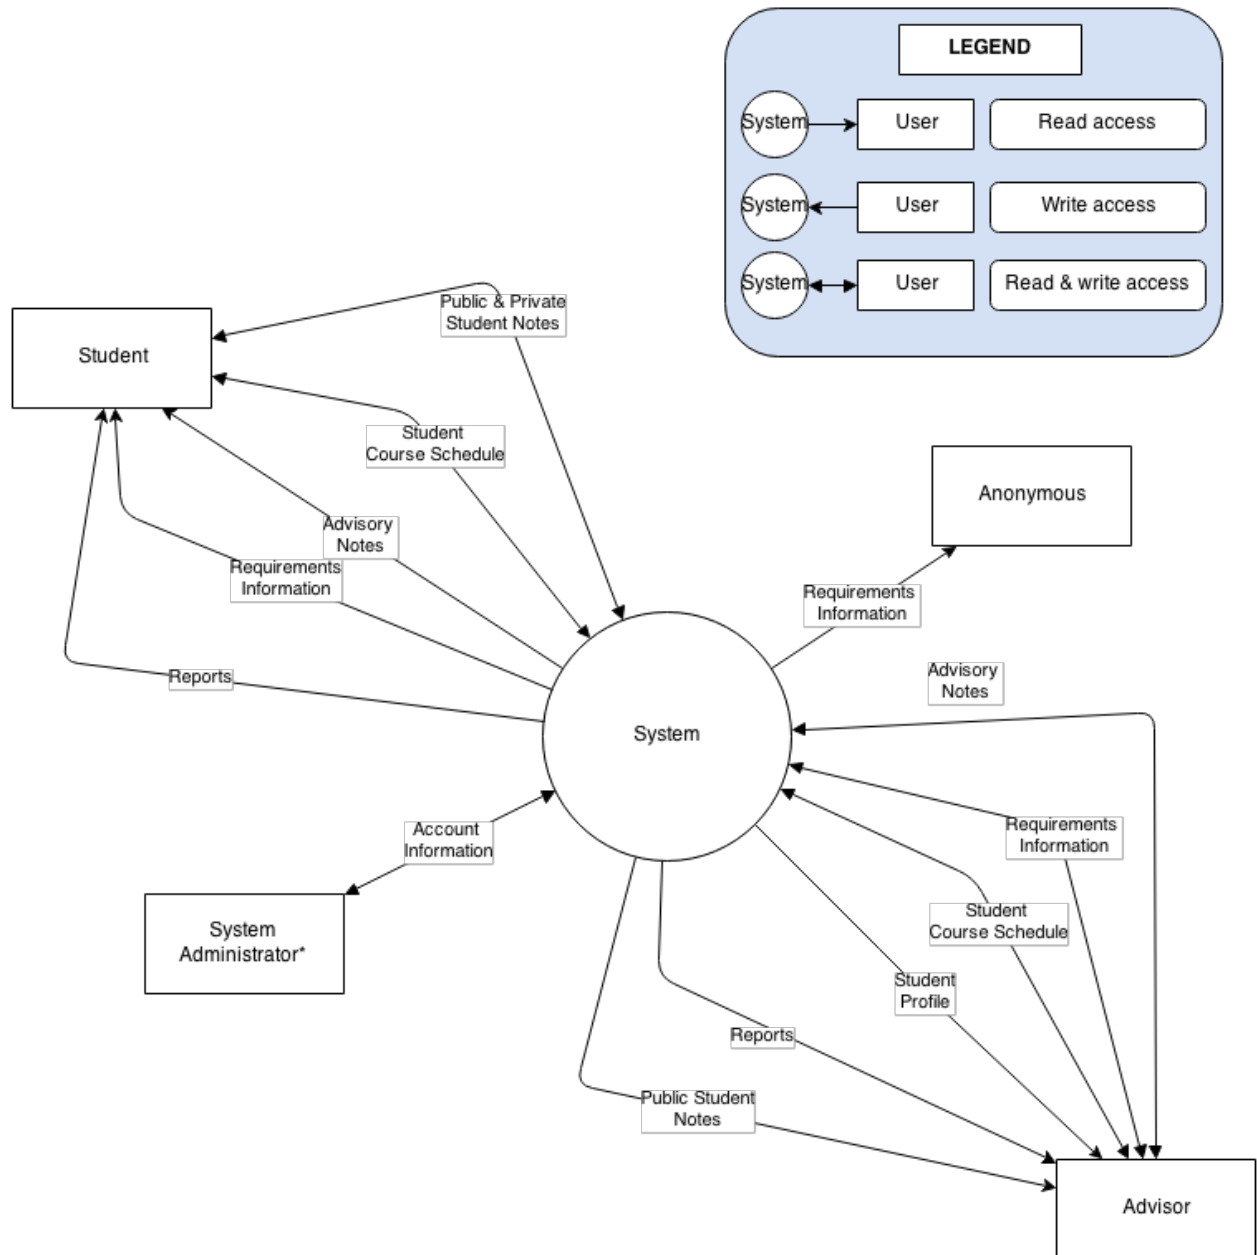 LEGEND
System
User
Read access
System
User
Write access
System
User
Read & write access
Public & Private
Student Notes
Student
Student
Course Schedule
Anonymous
Advisory
Notes
Requirements
Information
Requirements
Information
Reports
Advisory
Notes
System
Account
Information
Requirements
Information
System
Administrator*
Student
Course Schedule
Student
Profile
Reports
Public Student
Notes
Advisor